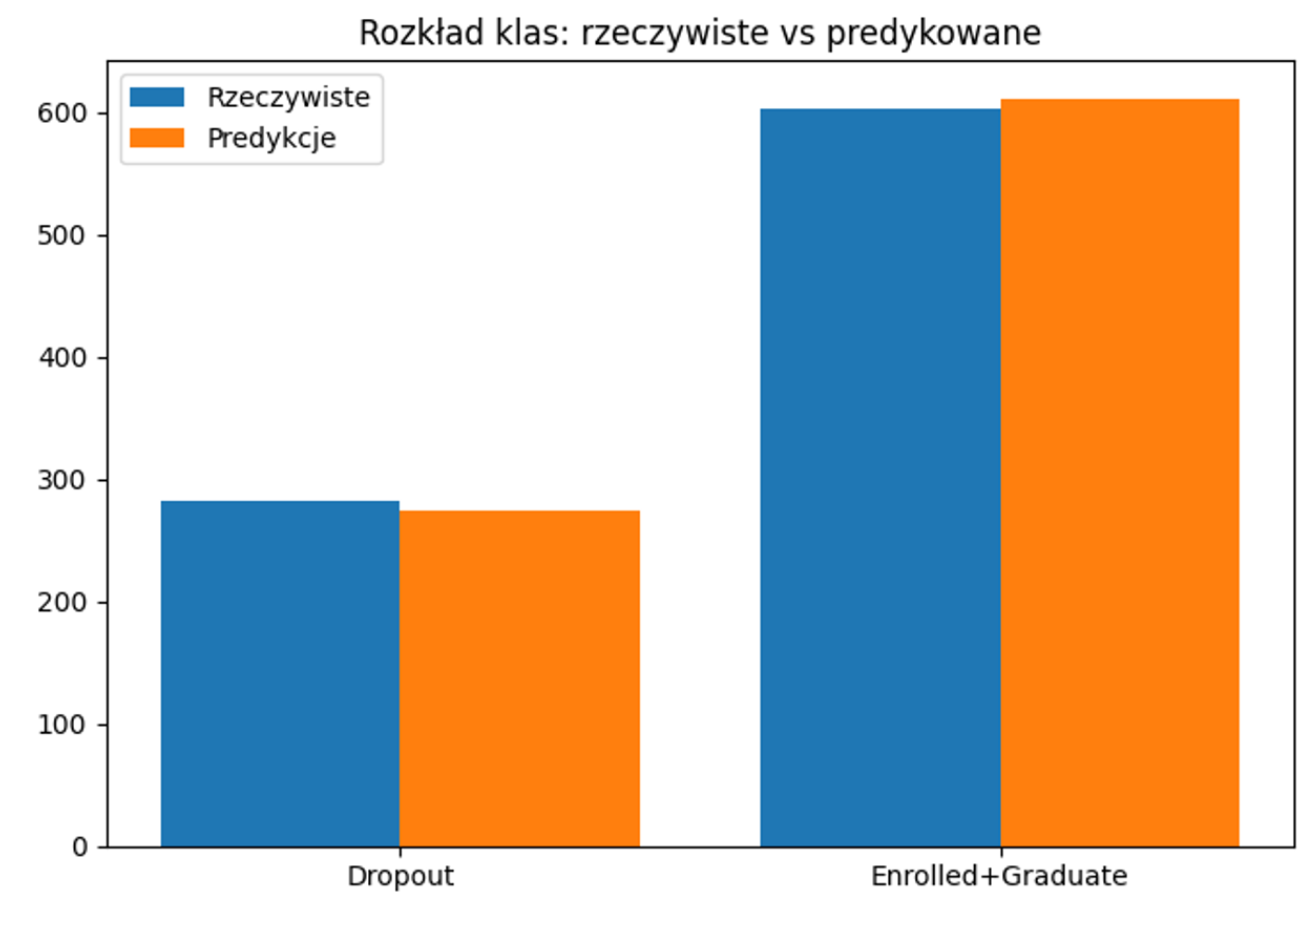 Rozkład klas: rzeczywiste vs predykowane
Rzeczywiste
Predykcje
600
500
400
300
200
100
0
Dropout
Enrolled+Graduate